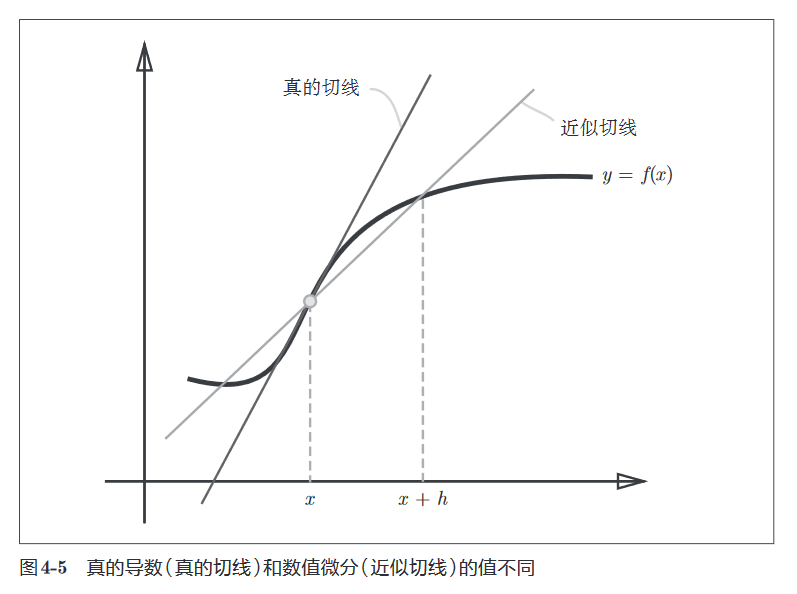 真的切线
近似切线
y = f(x)
x
x + h
图4-5 真的导数(真的切线)和数值微分(近似切线)的值不同